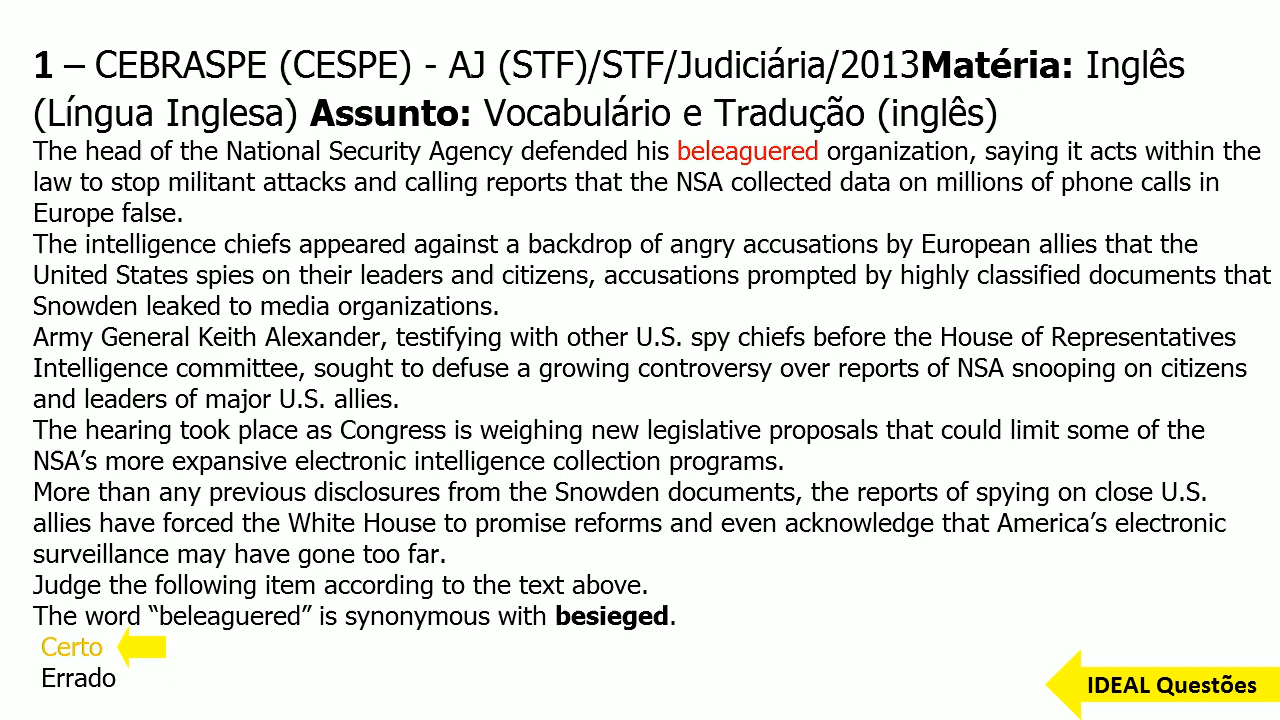 1 – CEBRASPE (CESPE) - AJ (STF)/STF/Judiciária/2013Matéria: Inglês
(Língua Inglesa) Assunto: Vocabulário e Tradução (inglês)
The head of the National Security Agency defended his beleaguered organization, saying it acts within the
law to stop militant attacks and calling reports that the NSA collected data on millions of phone calls in
Europe false.
The intelligence chiefs appeared against a backdrop of angry accusations by European allies that the
United States spies on their leaders and citizens, accusations prompted by highly classified documents that
Snowden leaked to media organizations.
Army General Keith Alexander, testifying with other U.S. spy chiefs before the House of Representatives
Intelligence committee, sought to defuse a growing controversy over reports of NSA snooping on citizens
and leaders of major U.S. allies.
The hearing took place as Congress is weighing new legislative proposals that could limit some of the
NSA’s more expansive electronic intelligence collection programs.
More than any previous disclosures from the Snowden documents, the reports of spying on close U.S.
allies have forced the White House to promise reforms and even acknowledge that America’s electronic
surveillance may have gone too far.
Judge the following item according to the text above.
The word “beleaguered” is synonymous with besieged.
Certo
Errado
IDEAL Questões